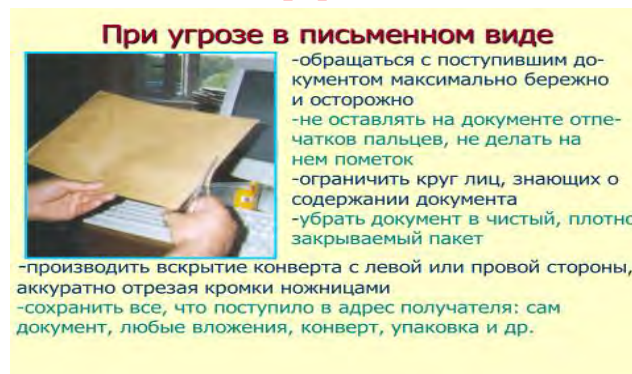 При угрозе в письменном виде
-обращаться с поступившим до-
кументом максимально бережно
и осторожно
-не оставлять на документе отпе-
чатков пальцев, не делать на
нем пометок
-ограничить круг лиц, знающих о
содержании документа
-убрать документ в чистый, плотно
закрываемый пакет
-производить вскрытие конверта с левой или провой стороны,
аккуратно отрезая кромки ножницами
-сохранить все, что поступило в адрес получателя: сам
документ, любые вложения, конверт, упаковка и др.